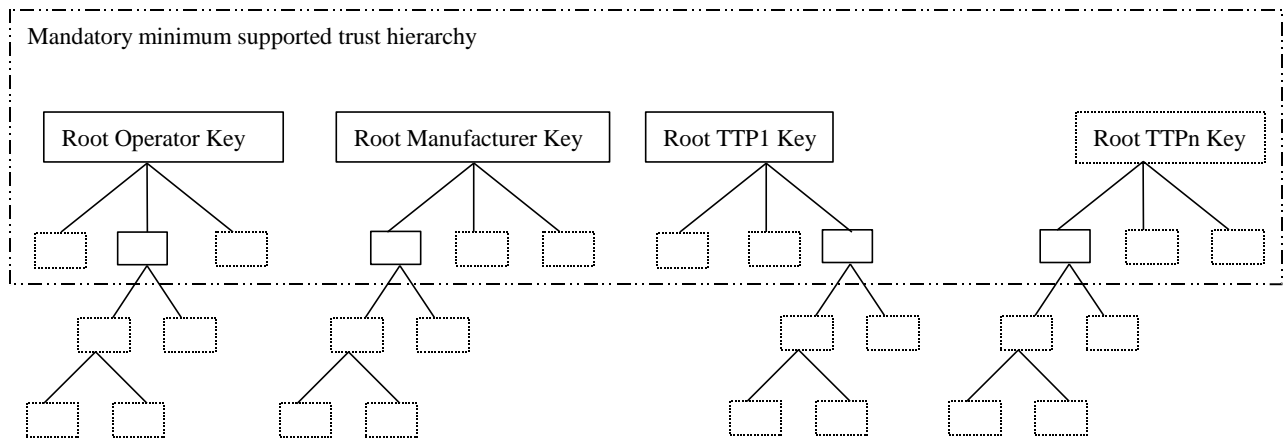 Mandatory minimum supported trust hierarchy
Root Operator Key
Root Manufacturer Key
Root TTP1 Key
Root TTPn Key